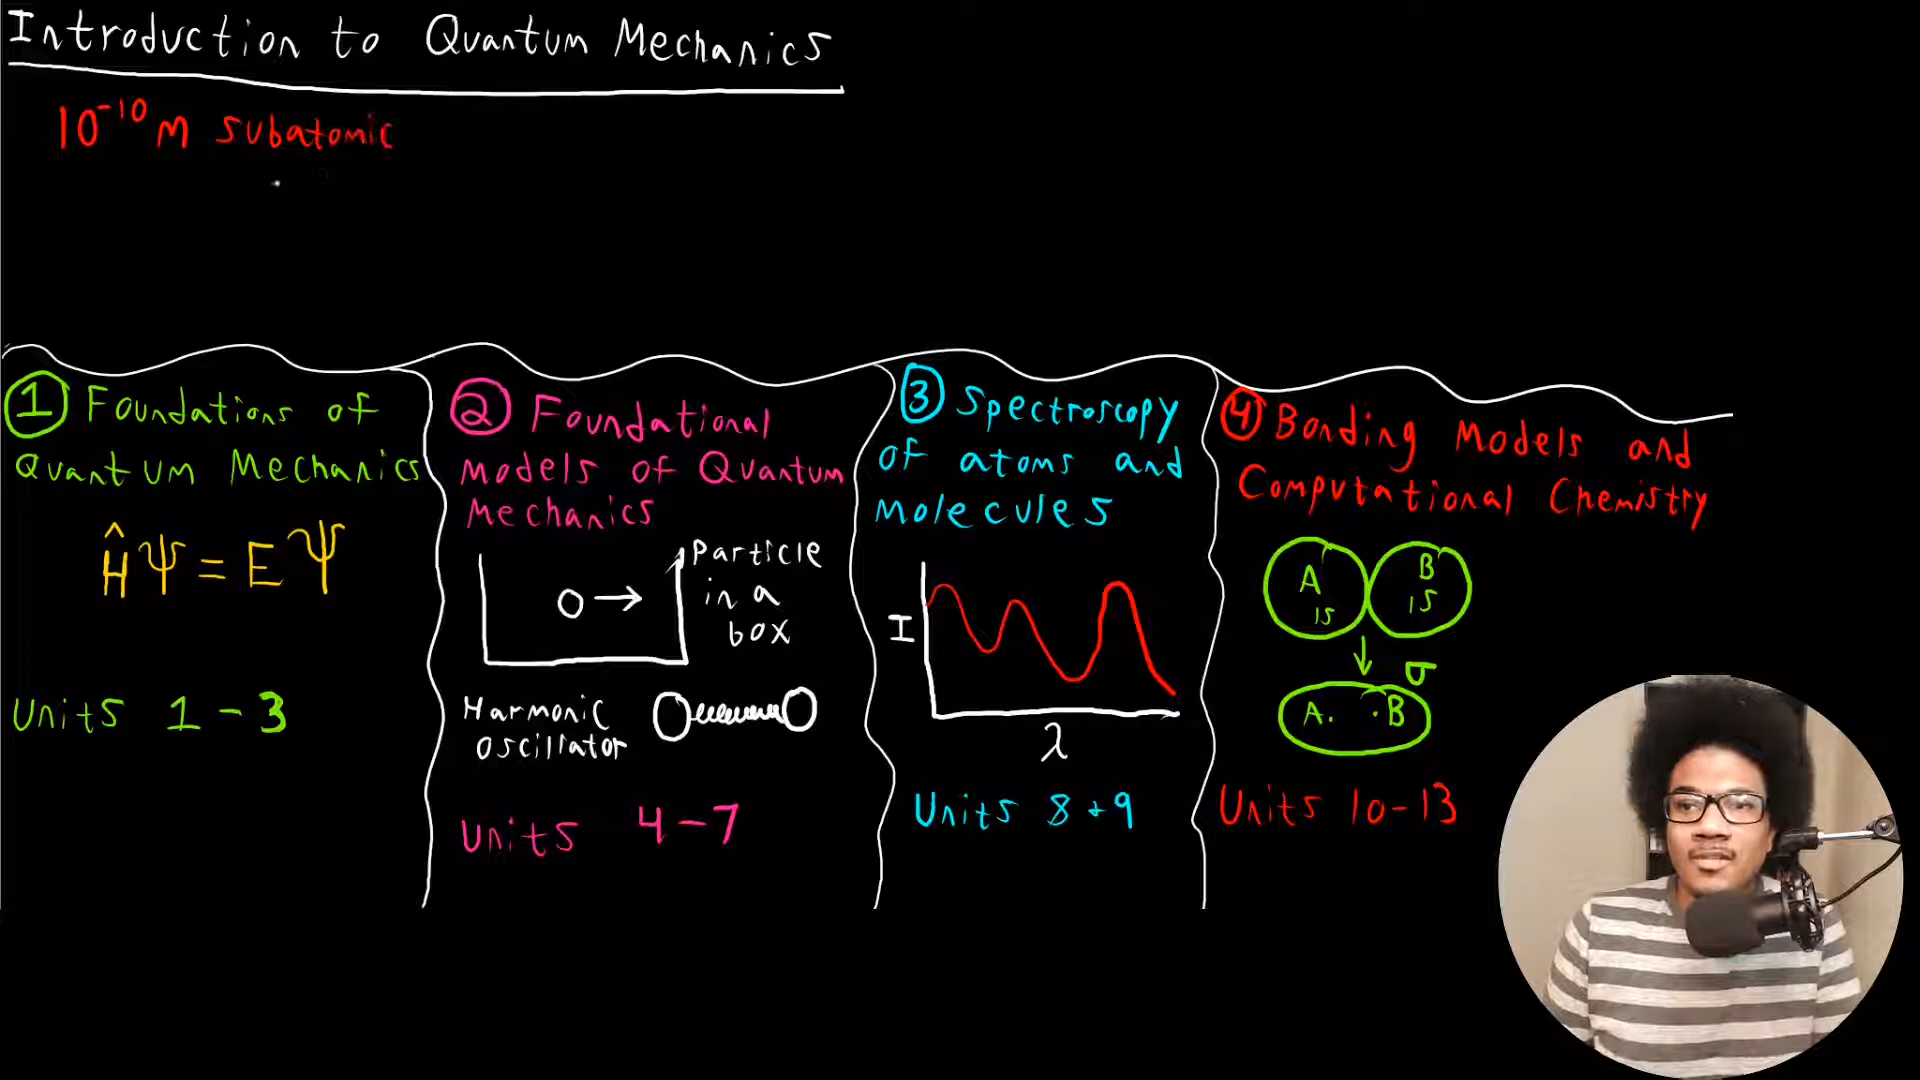 Introduction to Quantum Mechanics
10⁻¹⁰ m subatomic
1 Foundations of
Quantum Mechanics
Ĥψ = EΨ
Units 1-3
2 Foundational
Models of Quantum
Mechanics
Particle
in a
box
Harmonic
Oscillator
Units 4-7
3 Spectroscopy
of atoms and
molecules
I
λ
Units 8+9
4 Bonding Models and
Computational Chemistry
A B
1s 1s
σ
A. .B
Units 10-13